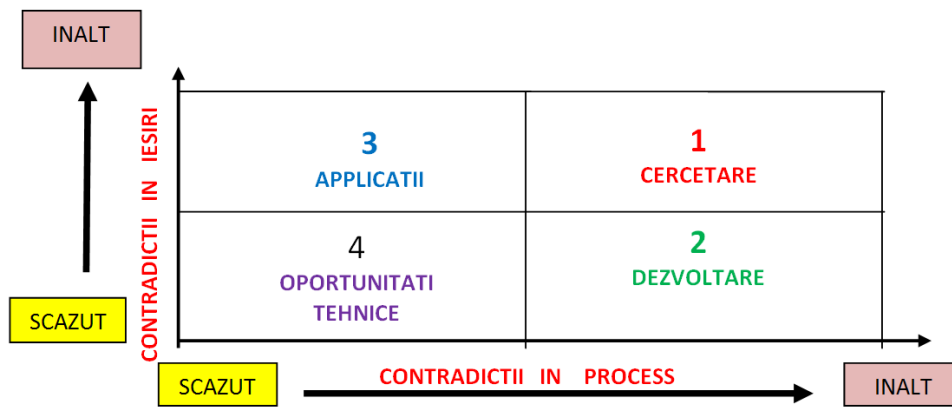 INALT
CONTRADICTII IN IESIRI
3
APPLICATII
1
CERCETARE
4
OPORTUNITATI
TEHNICE
2
DEZVOLTARE
SCAZUT
SCAZUT
CONTRADICTII IN PROCESS
INALT